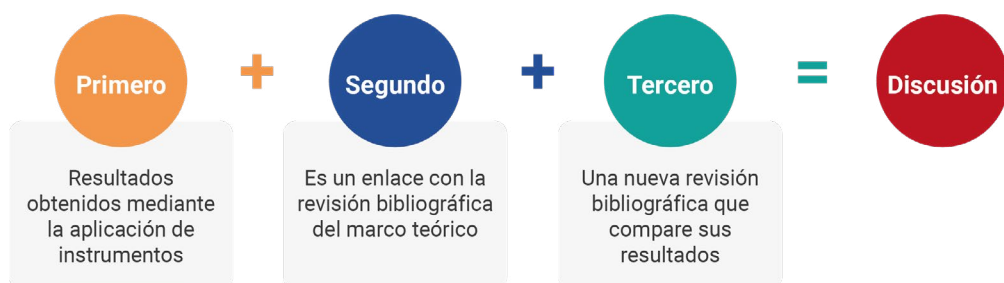 Primero
+
Segundo
+
Tercero
=
Discusión
Resultados
obtenidos mediante
la aplicación de
instrumentos
Es un enlace con la
revisión bibliográfica
del marco teórico
Una nueva revisión
bibliográfica que
compare sus
resultados